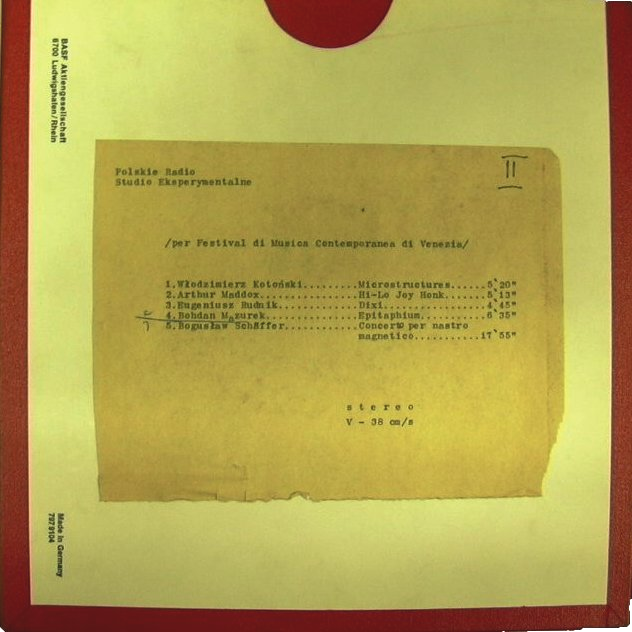 BASF Aktiengesellschaft
6700 Ludwigshafen/Rhein
II
Polskie Radio
Studio Eksperymentalne
/per Festival di Musica Contemporanea di Venezia/
1.Włodzimierz Kotoński.........Microstructures......5`20"
2.Arthur Maddox...............Hi-Lo Joy Honk.......5`13"
3.Eugeniusz Rudnik............Dixi.................4`45"
4.Bohdan Mazurek..............Epitaphium...........6`35"
5.Bogusław Schäffer...........Concerto per nastro
magnetico...........17`55"
s t e r e o
V - 38 cm/s
Made in Germany
797 9104